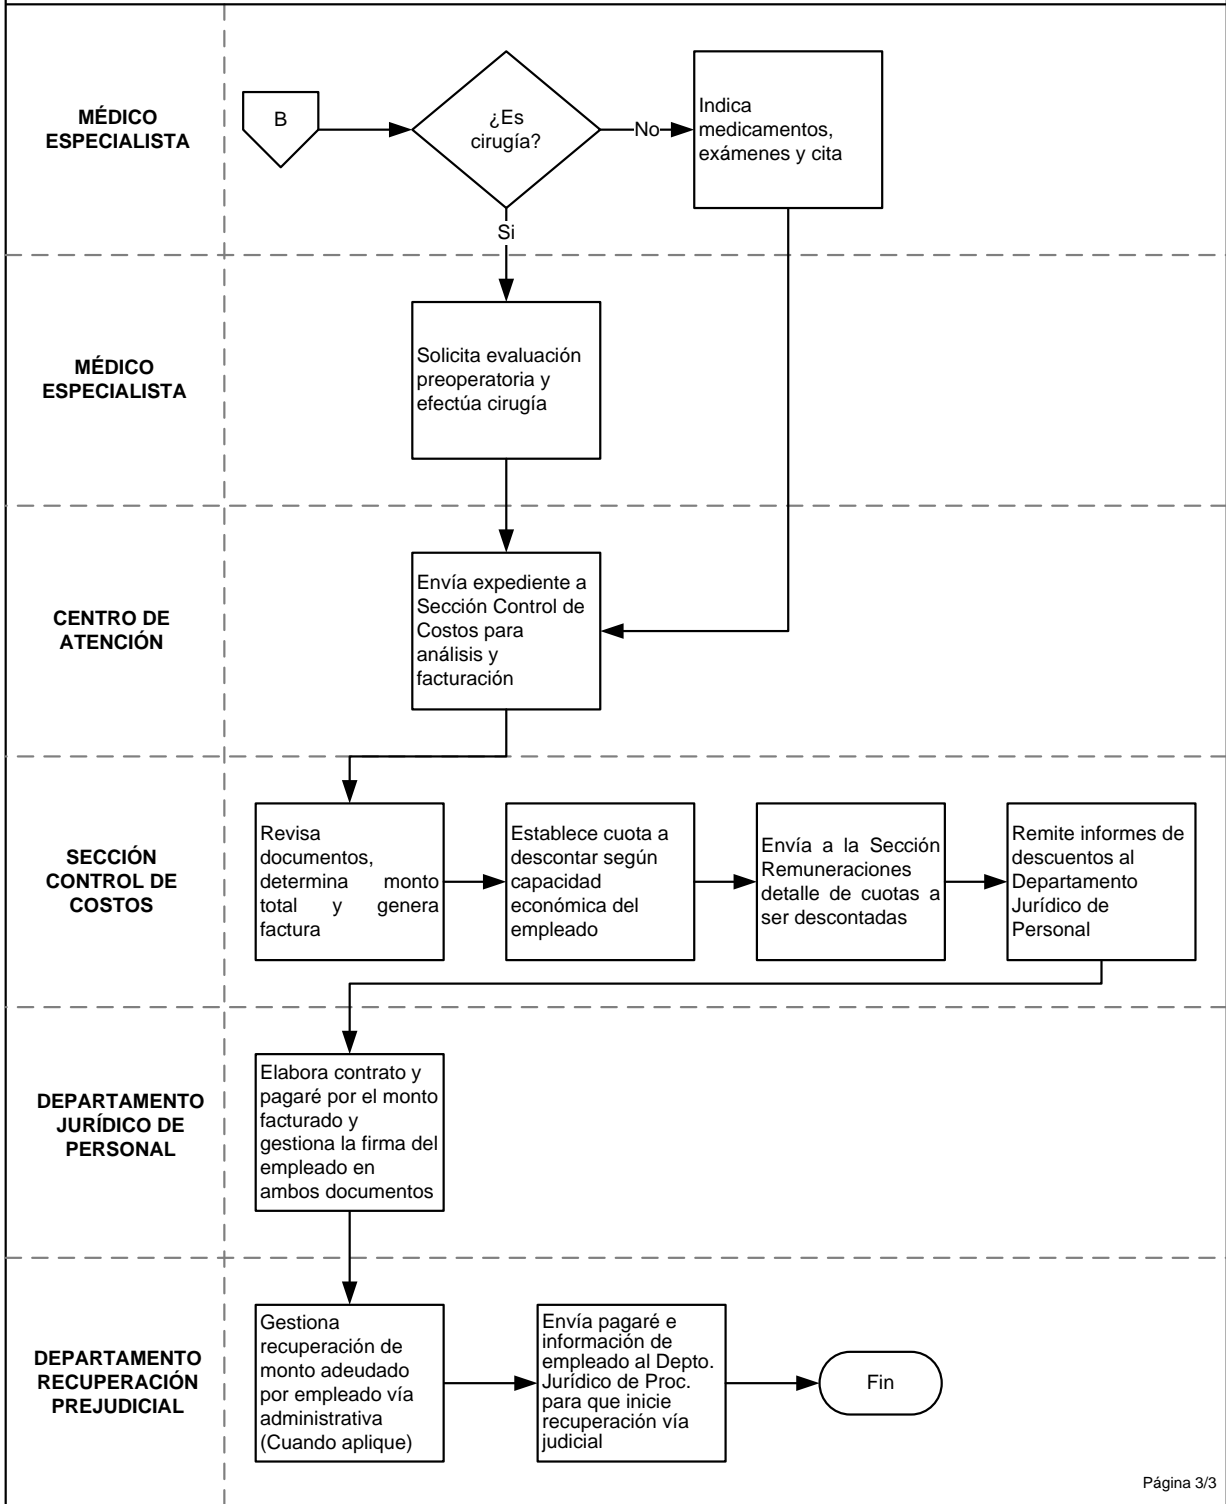 MÉDICO
ESPECIALISTA
B
¿Es
cirugía?
No
Indica
medicamentos,
exámenes y cita
Si
MÉDICO
ESPECIALISTA
Solicita evaluación
preoperatoria y
efectúa cirugía
CENTRO DE
ATENCIÓN
Envía expediente a
Sección Control de
Costos para
análisis y
facturación
SECCIÓN
CONTROL DE
COSTOS
Revisa
documentos,
determina monto
total y genera
factura
Establece cuota a
descontar según
capacidad
económica del
empleado
Envía a la Sección
Remuneraciones
detalle de cuotas a
ser descontadas
Remite informes de
descuentos al
Departamento
Jurídico de
Personal
DEPARTAMENTO
JURÍDICO DE
PERSONAL
Elabora contrato y
pagaré por el monto
facturado y
gestiona la firma del
empleado en
ambos documentos
DEPARTAMENTO
RECUPERACIÓN
PREJUDICIAL
Gestiona
recuperación de
monto adeudado
por empleado vía
administrativa
(Cuando aplique)
Envía pagaré e
información de
empleado al Depto.
Jurídico de Proc.
para que inicie
recuperación vía
judicial
Fin
Página 3/3